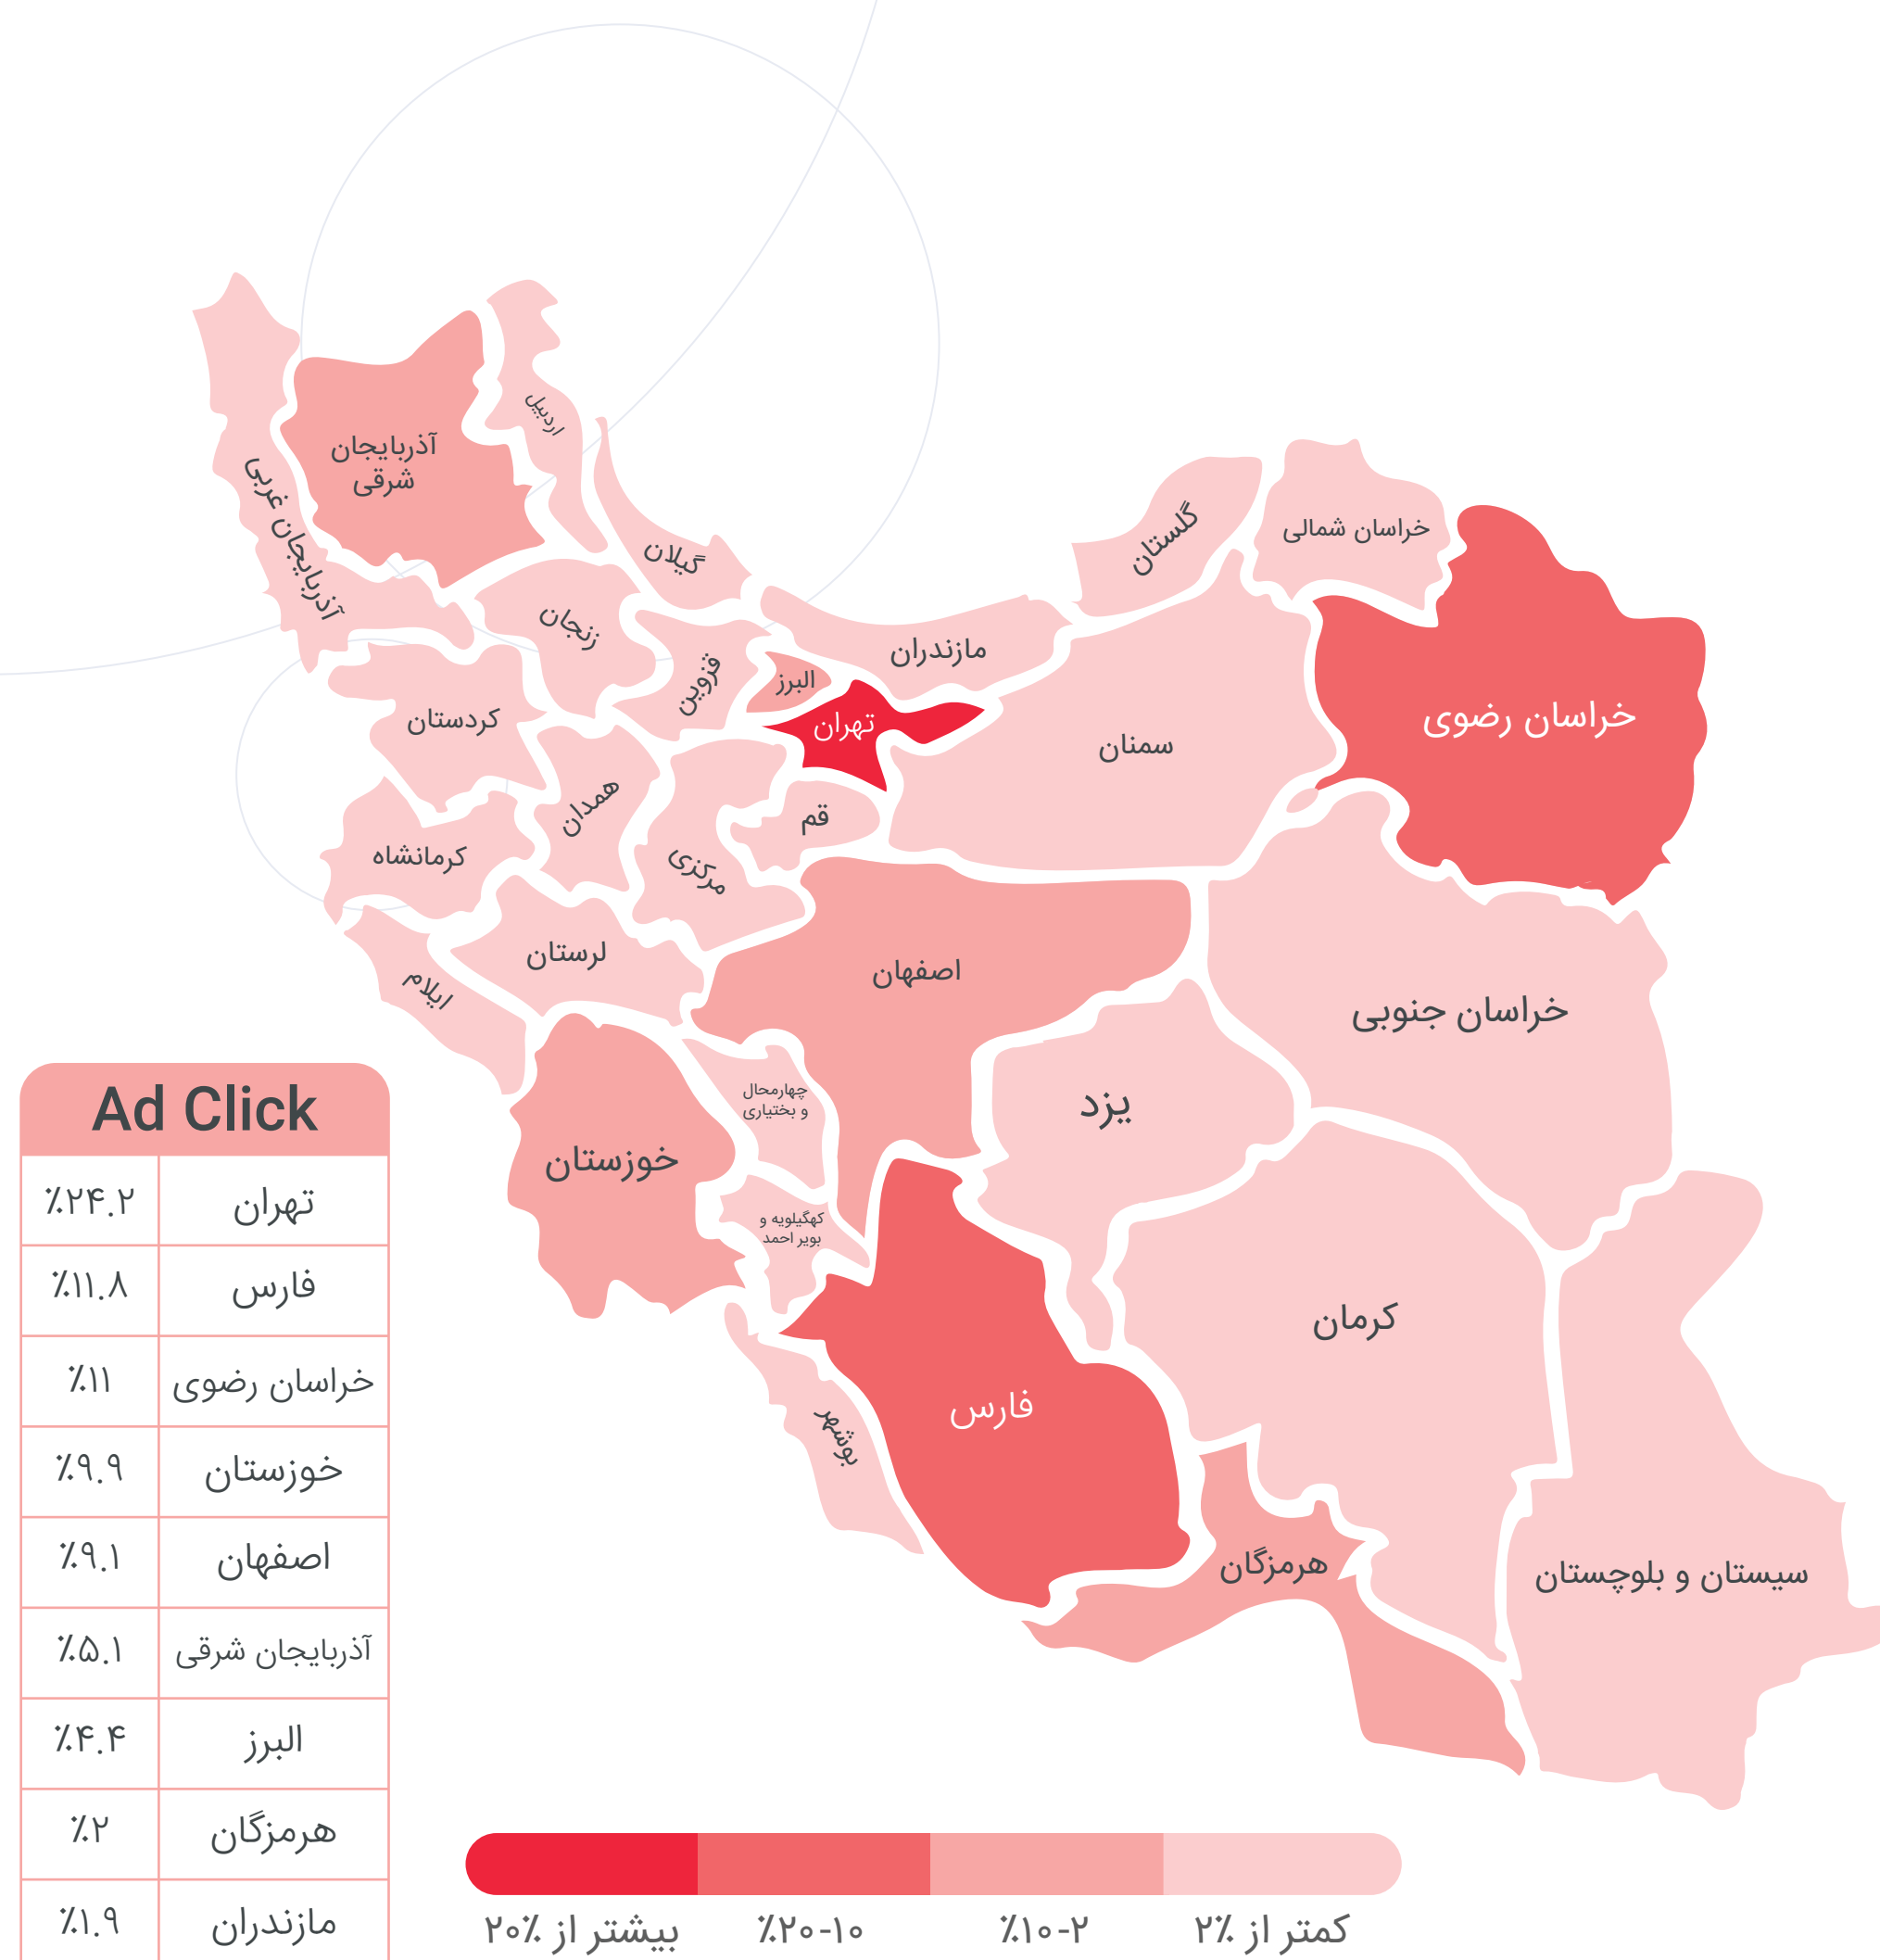 اردبیل
آذربایجان
شرقی
آذربایجان غربی
گیلان
گلستان
خراسان شمالی
زنجان
مازندران
قزوین
البرز
تهران
خراسان رضوی
کردستان
سمنان
همدان
قم
کرمانشاه
مرکزی
لرستان
اصفهان
ایلام
خراسان جنوبی
چهارمحال
و بختیاری
یزد
خوزستان
کهگیلویه و
بویر احمد
کرمان
فارس
بوشهر
هرمزگان
سیستان و بلوچستان
Ad Click
تهران ٪۲۴.۲
فارس ٪۱۱.۸
خراسان رضوی ٪۱۱
خوزستان ٪۹.۹
اصفهان ٪۹.۱
آذربایجان شرقی ٪۵.۱
البرز ٪۴.۴
هرمزگان ٪۲
مازندران ٪۱.۹
بیشتر از ۲۰٪
٪۲۰-۱۰
٪۱۰-۲
کمتر از ۲٪